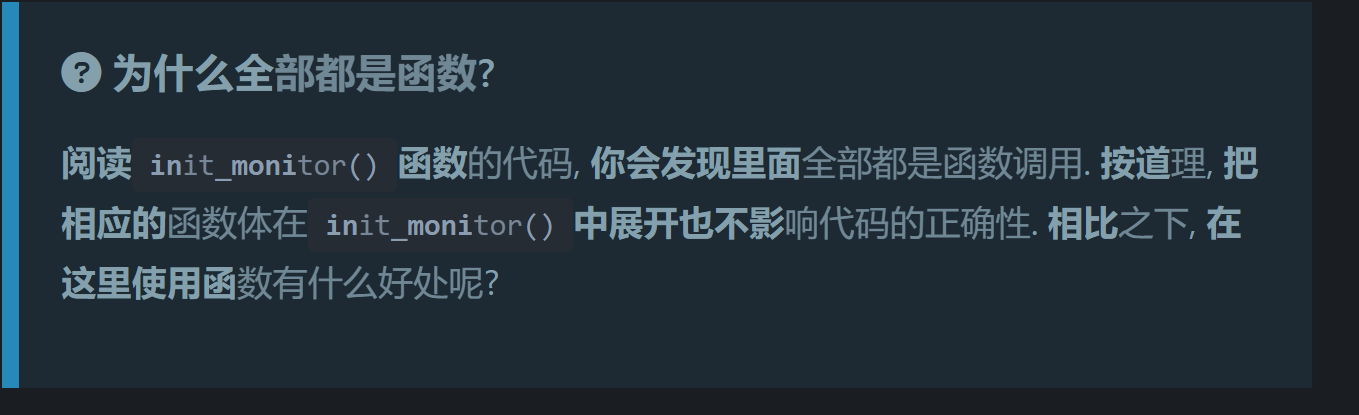 为什么全部都是函数?
阅读 init_monitor() 函数的代码, 你会发现里面全部都是函数调用. 按道理, 把
相应的函数体在 init_monitor() 中展开也不影响代码的正确性. 相比之下, 在
这里使用函数有什么好处呢?